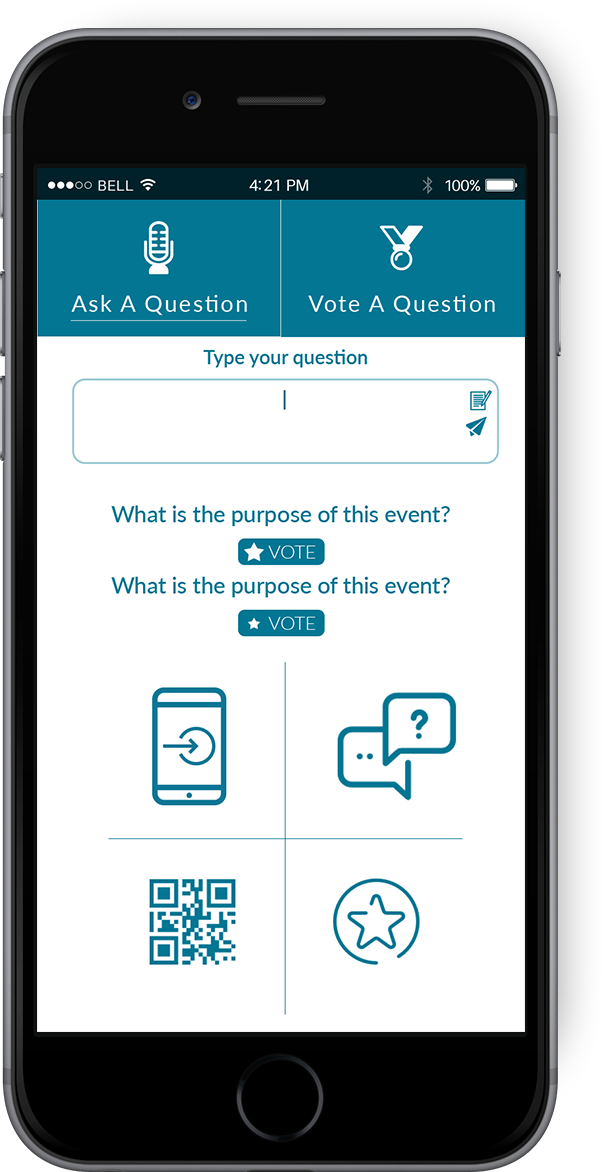 BELL 4:21 PM 100%
Ask A Question Vote A Question
Type your question
What is the purpose of this event?
VOTE
What is the purpose of this event?
VOTE
?